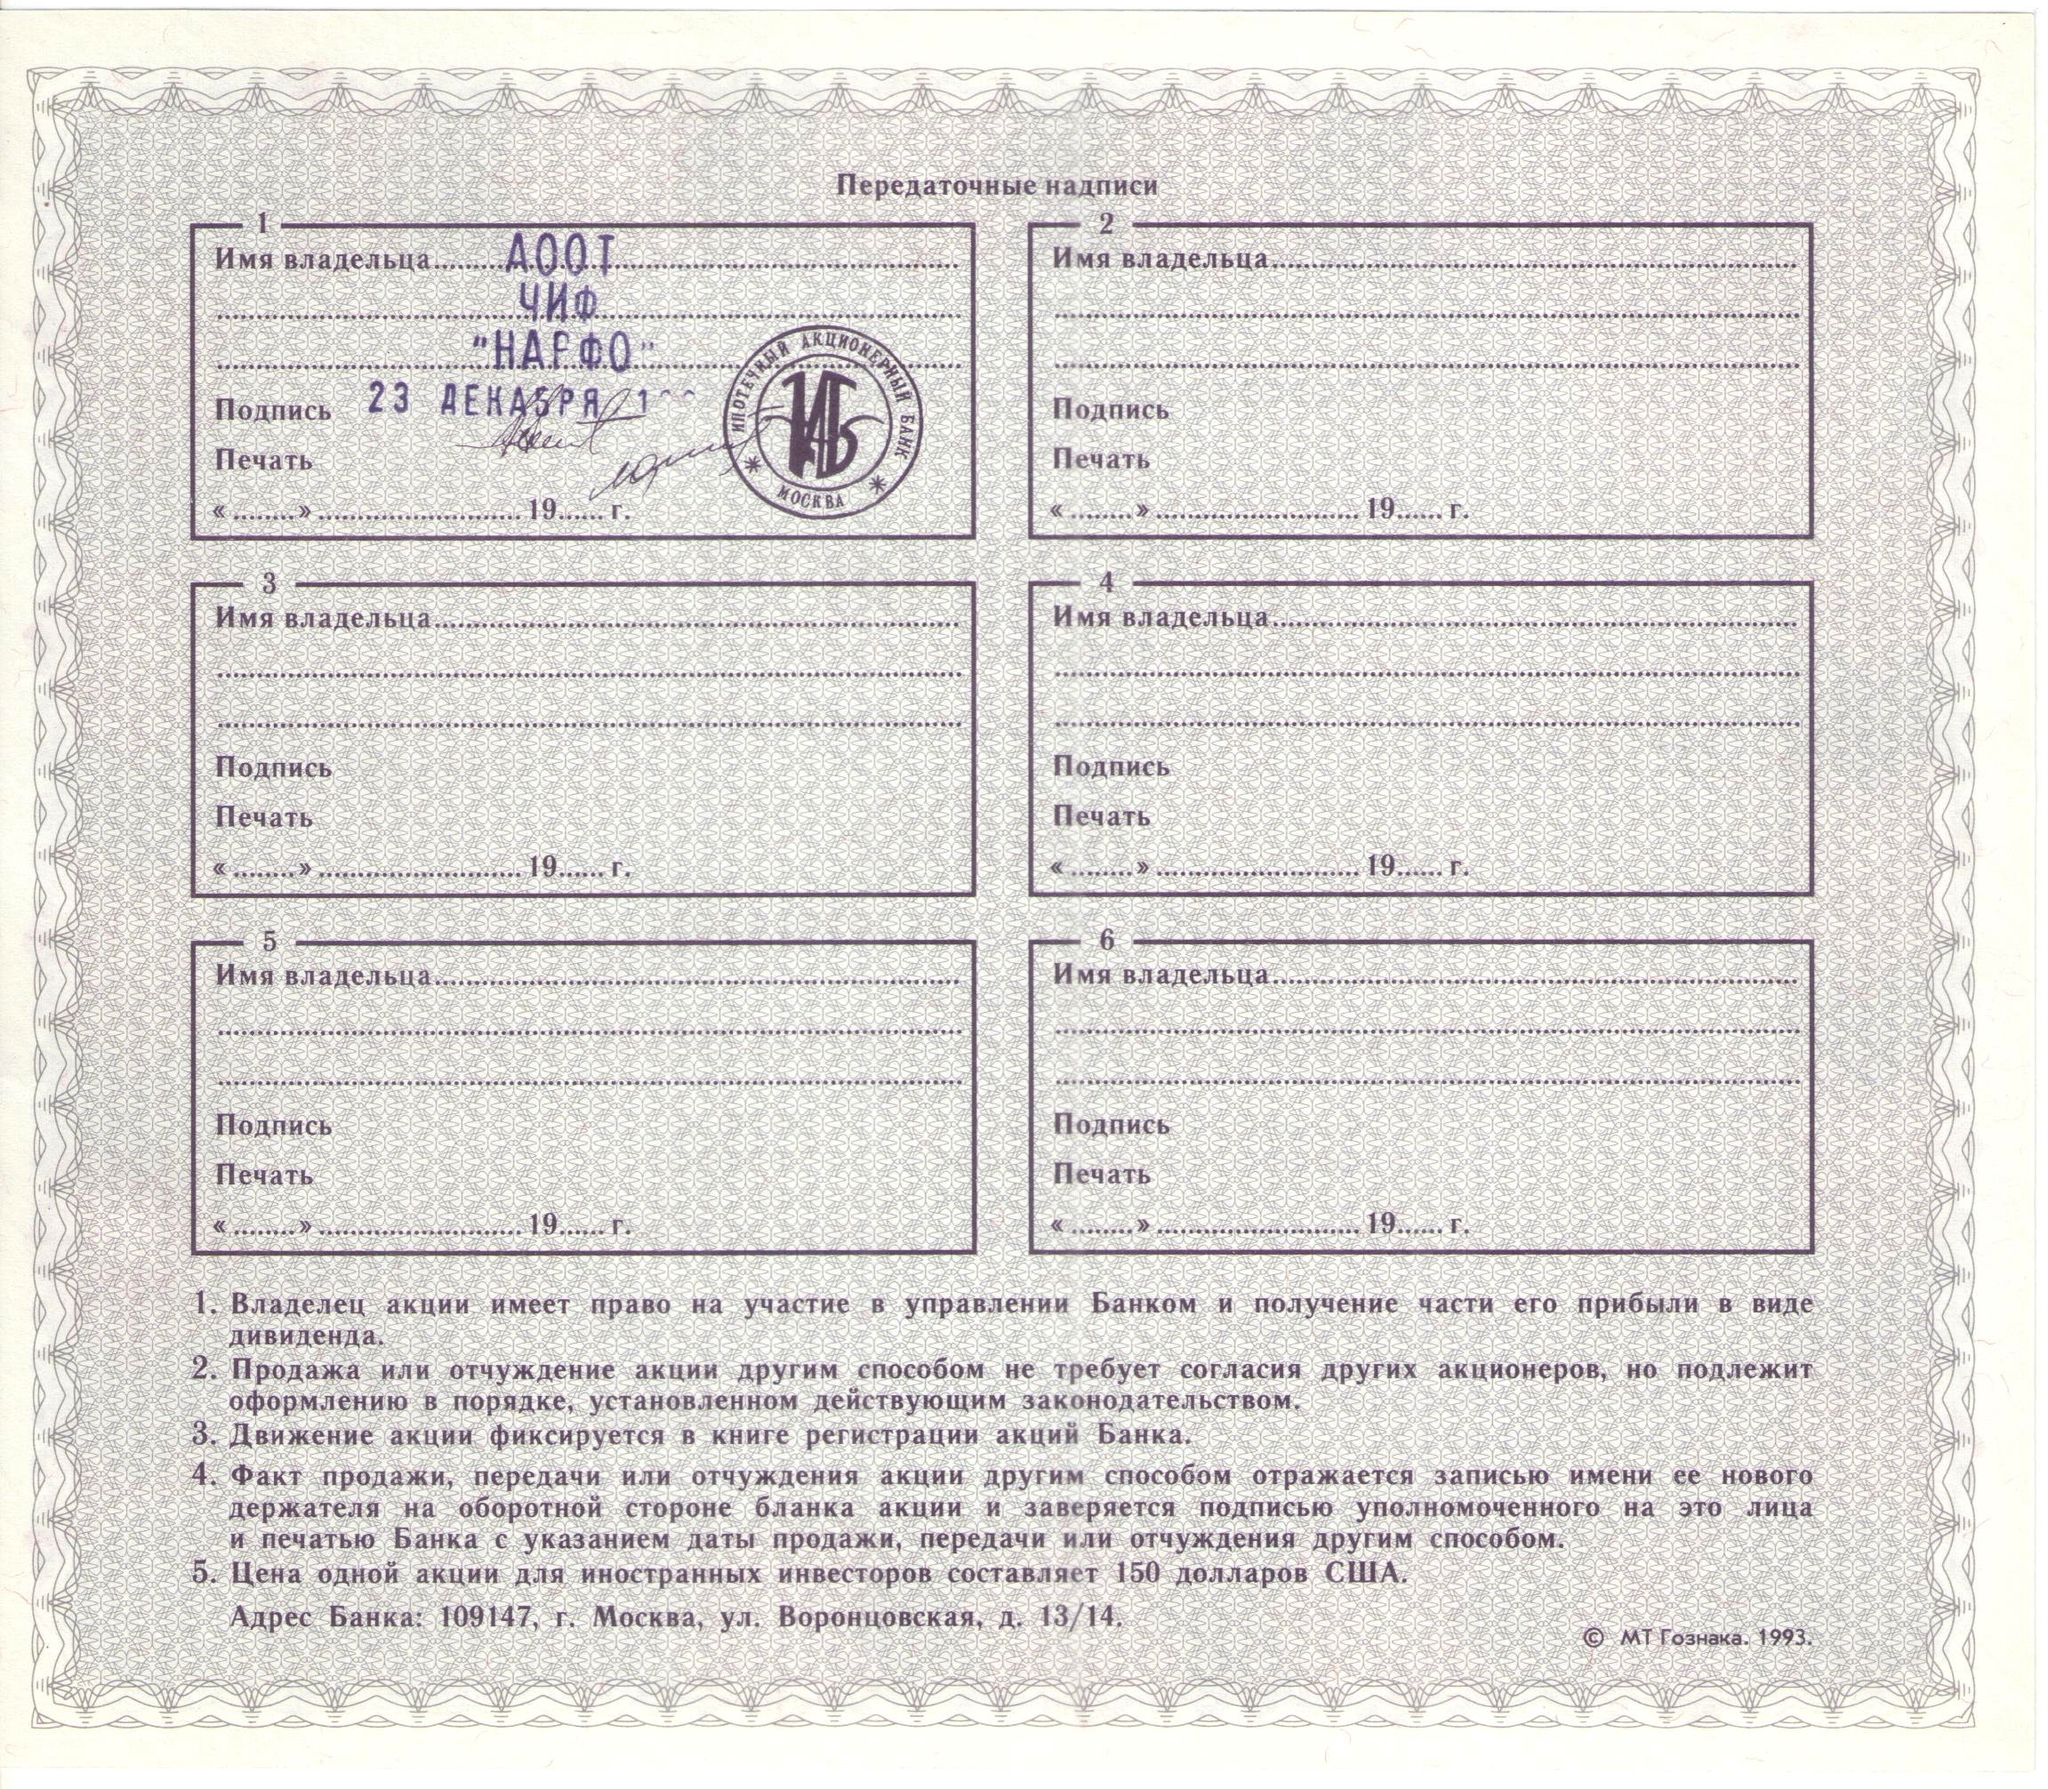 Передаточные надписи
1
Имя владельца АООТ
ЧИФ
"НАРФО"
Подпись 23 ДЕКАБРЯ
Печать
« ........» ........................... 19...... г.
ИПОТЕЧНЫЙ АКЦИОНЕРНЫЙ БАНК
ИАБ
МОСКВА
2
Имя владельца
Подпись
Печать
« ........» ........................... 19...... г.
3
Имя владельца
Подпись
Печать
« ........» ........................... 19...... г.
4
Имя владельца
Подпись
Печать
« ........» ........................... 19...... г.
5
Имя владельца
Подпись
Печать
« ........» ........................... 19...... г.
6
Имя владельца
Подпись
Печать
« ........» ........................... 19...... г.
1. Владелец акции имеет право на участие в управлении Банком и получение части его прибыли в виде
дивиденда.
2. Продажа или отчуждение акции другим способом не требует согласия других акционеров, но подлежит
оформлению в порядке, установленном действующим законодательством.
3. Движение акции фиксируется в книге регистрации акций Банка.
4. Факт продажи, передачи или отчуждения акции другим способом отражается записью имени ее нового
держателя на оборотной стороне бланка акции и заверяется подписью уполномоченного на это лица
и печатью Банка с указанием даты продажи, передачи или отчуждения другим способом.
5. Цена одной акции для иностранных инвесторов составляет 150 долларов США.
Адрес Банка: 109147, г. Москва, ул. Воронцовская, д. 13/14.
© МТ Гознака. 1993.